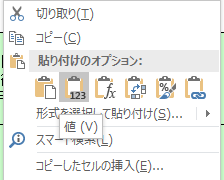 切り取り(T)
コピー(C)
貼り付けのオプション:
123
fx
%
形式を選択して貼り付け(S)...
値 (V)
スマート検索(L)
コピーしたセルの挿入(E)...